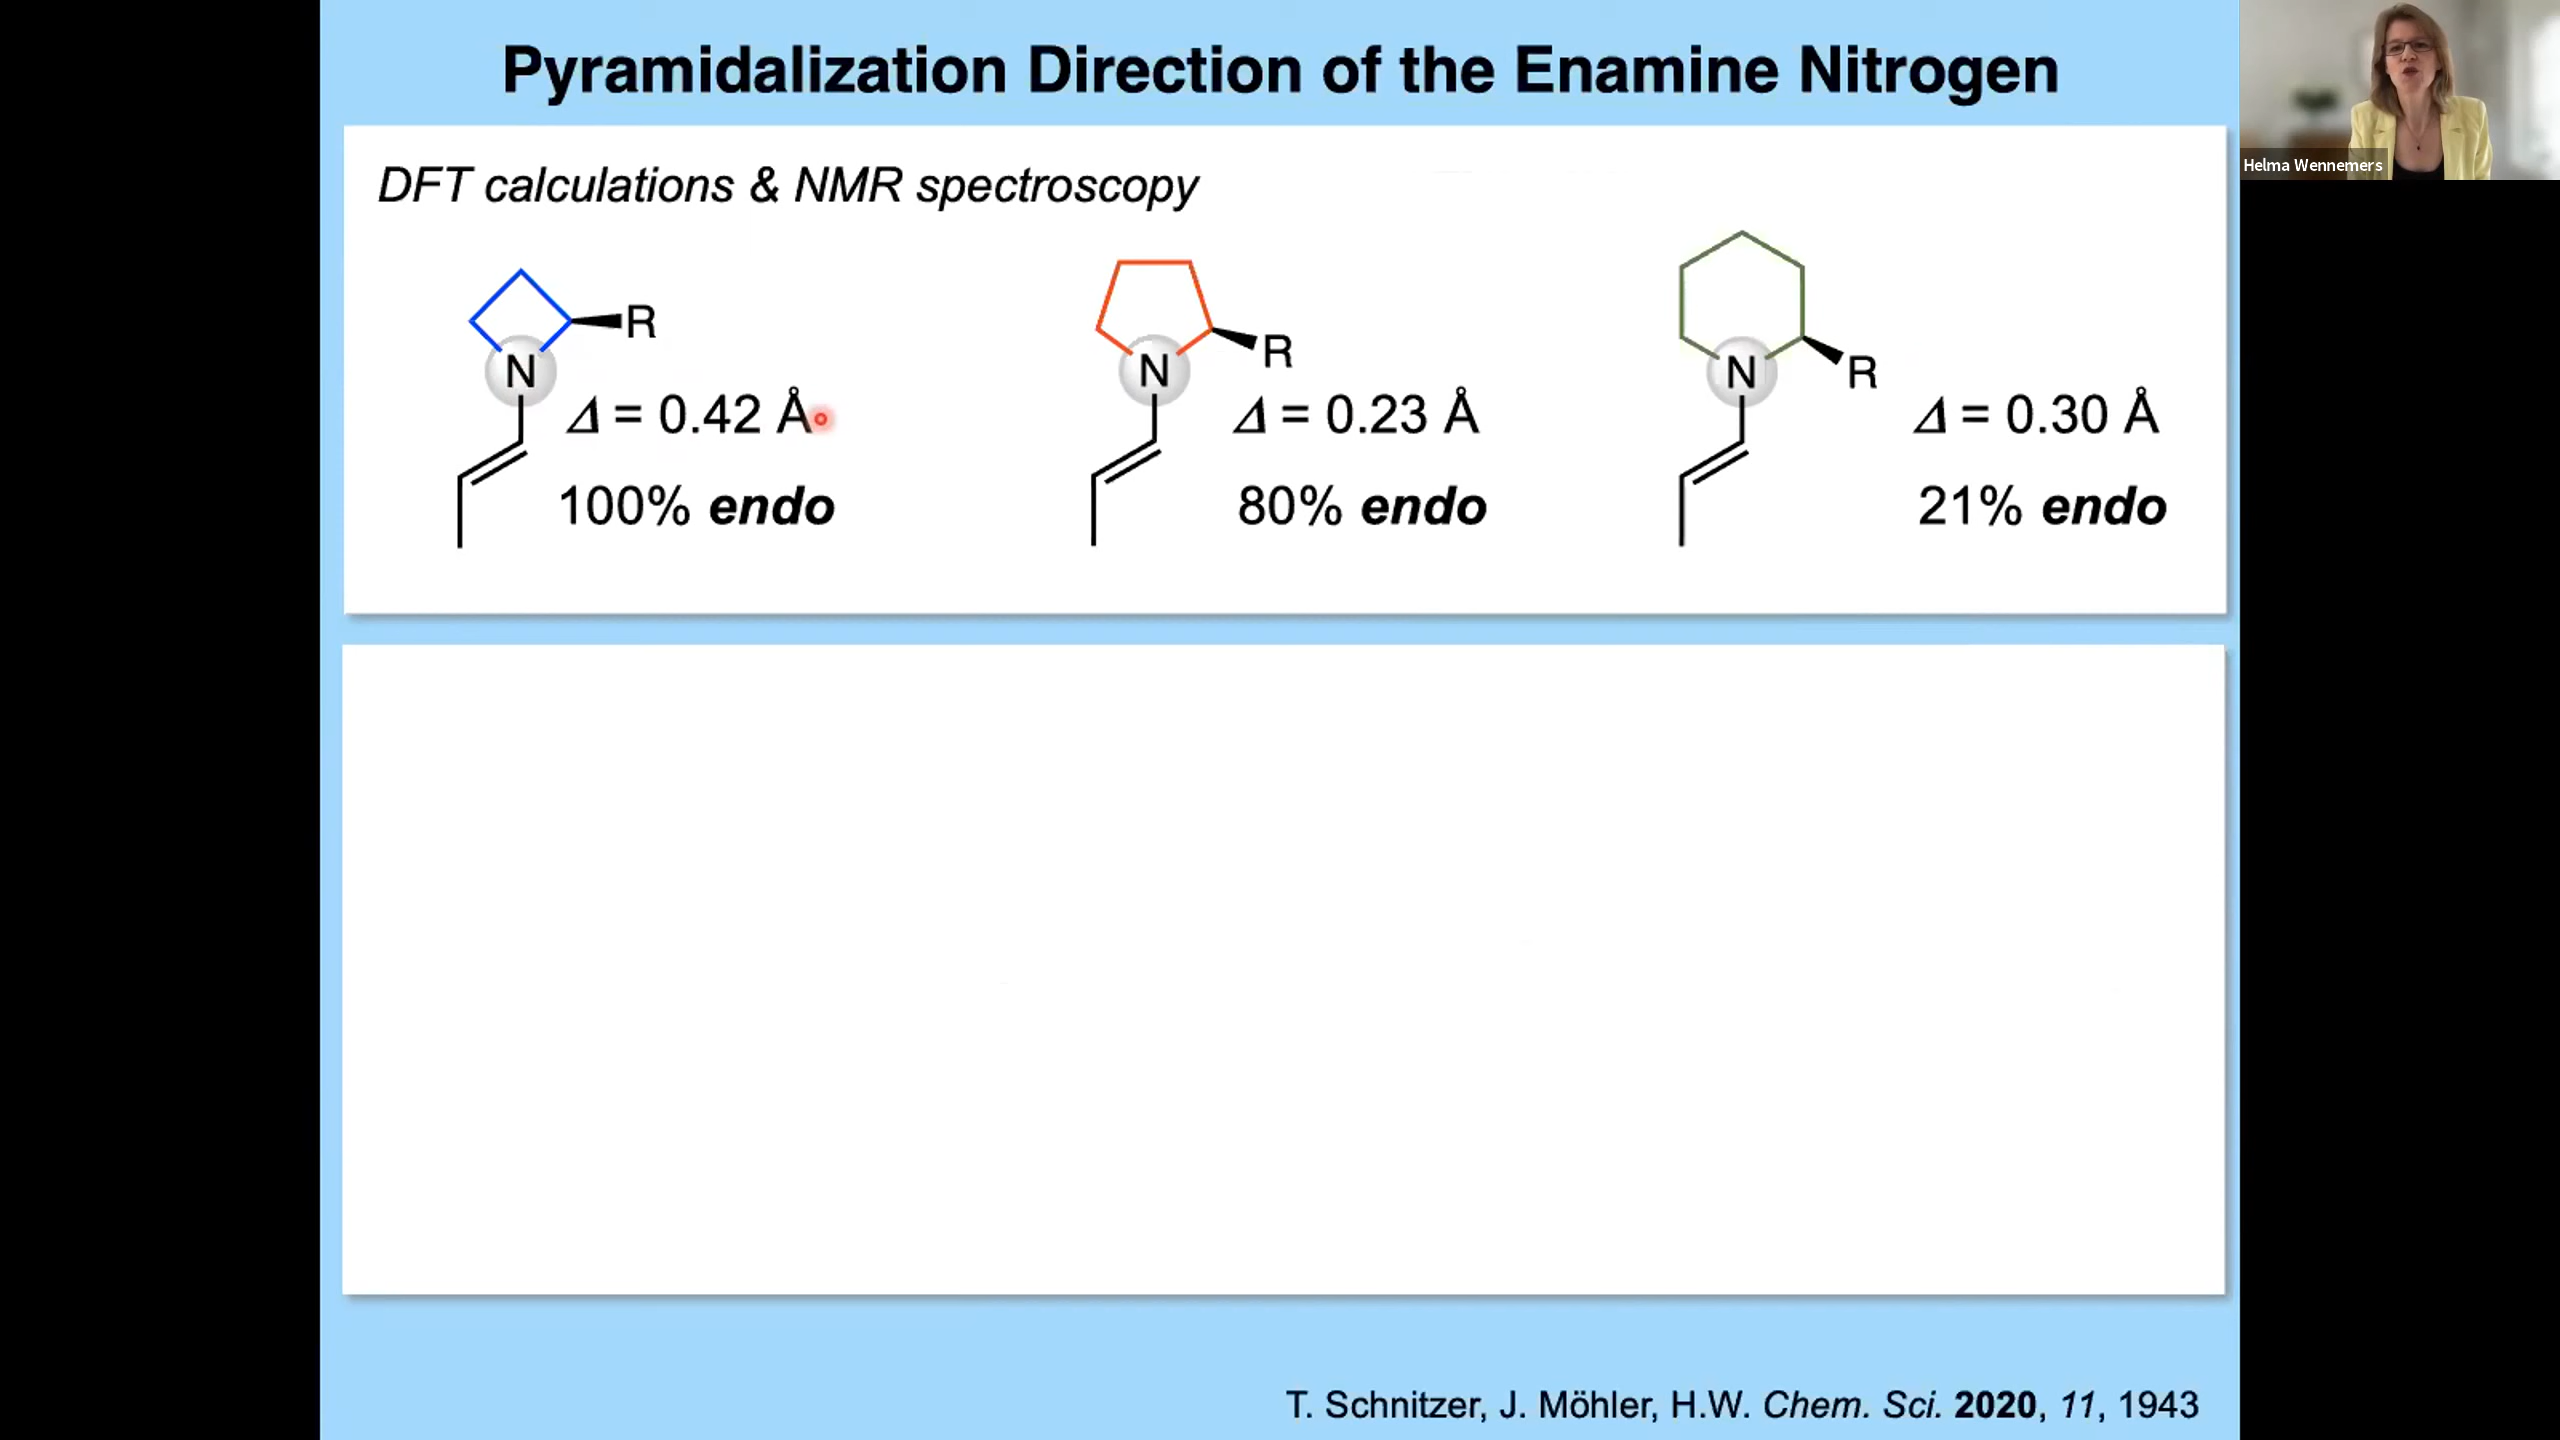 Pyramidalization Direction of the Enamine Nitrogen
Helma Wennemers
DFT calculations & NMR spectroscopy
R
N
Δ = 0.42 Å
100% endo
R
N
Δ = 0.23 Å
80% endo
R
N
Δ = 0.30 Å
21% endo
T. Schnitzer, J. Möhler, H.W. Chem. Sci. 2020, 11, 1943